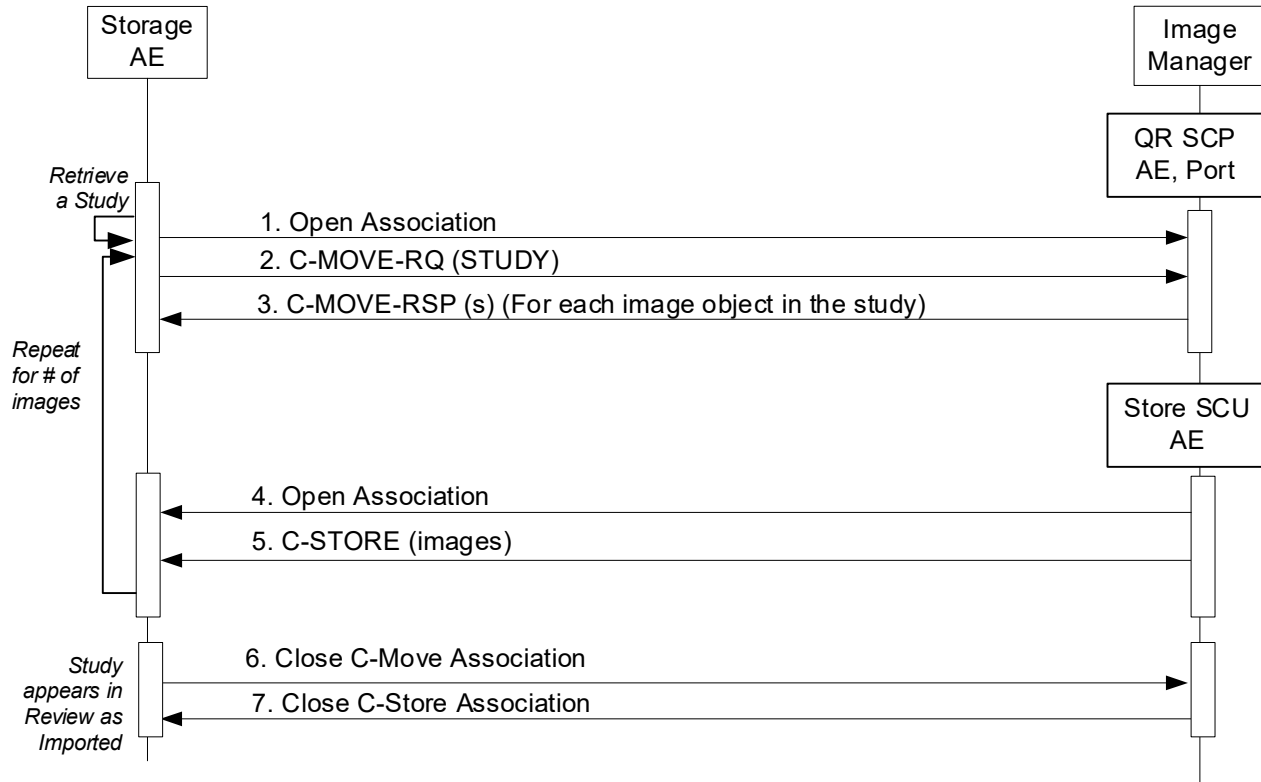 Storage
AE
Image
Manager
QR SCP
AE, Port
Retrieve
a Study
1. Open Association
2. C-MOVE-RQ (STUDY)
3. C-MOVE-RSP (s) (For each image object in the study)
Repeat
for # of
images
Store SCU
AE
4. Open Association
5. C-STORE (images)
6. Close C-Move Association
7. Close C-Store Association
Study
appears in
Review as
Imported